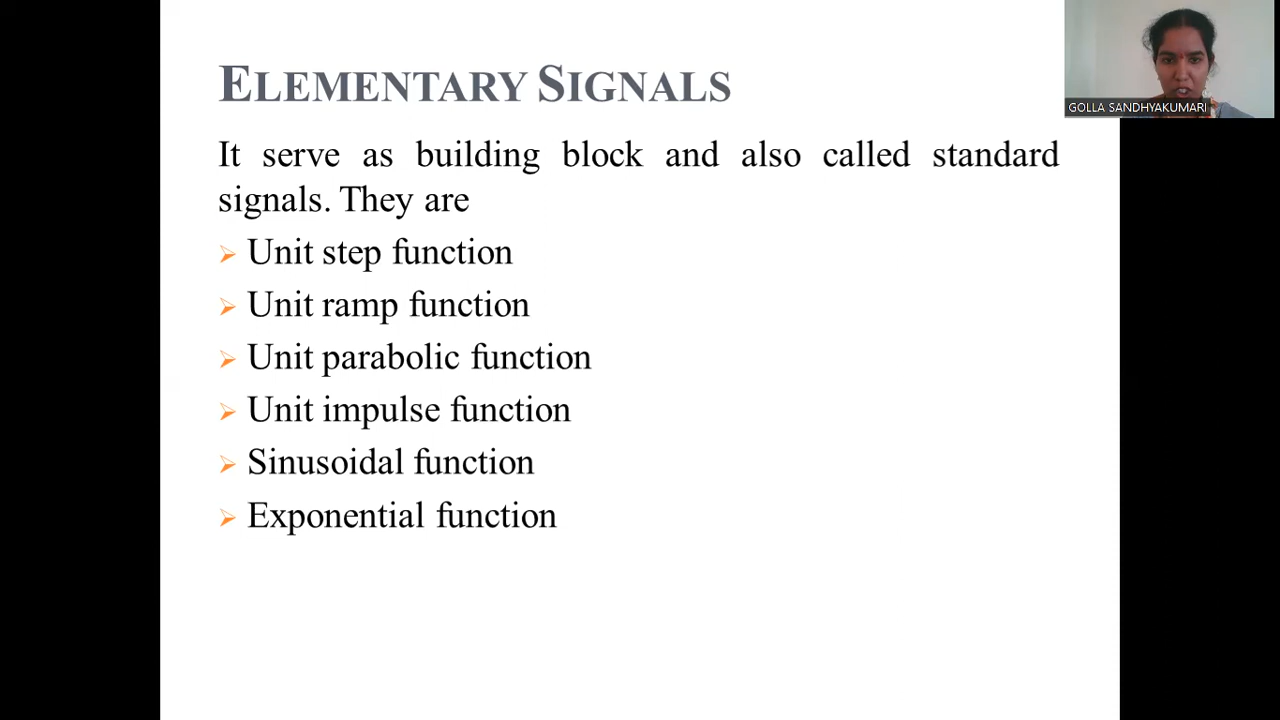 ELEMENTARY SIGNALS
GOLLA SANDHYAKUMARI
It serve as building block and also called standard
signals. They are
Unit step function
Unit ramp function
Unit parabolic function
Unit impulse function
Sinusoidal function
Exponential function